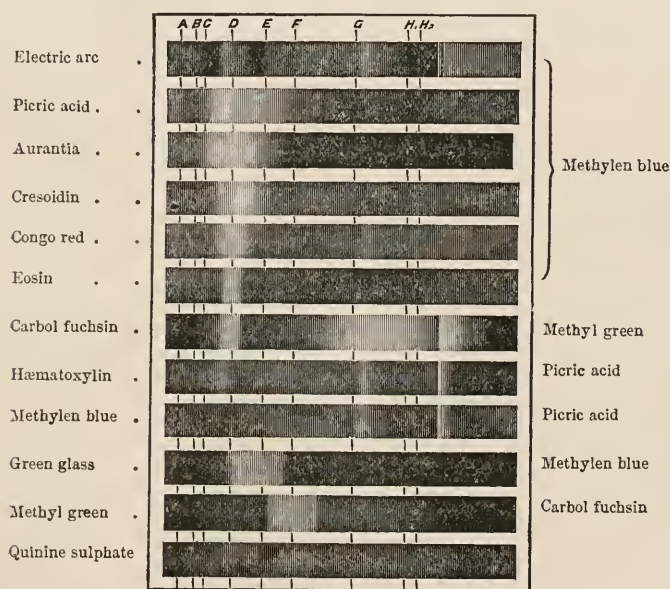 A B C D E F G H₁ H₂
Electric arc .
Picric acid . .
Aurantia . .
Cresoidin . .
Congo red . .
Eosin . .
Methylen blue
Carbol fuchsin . Methyl green
Hæmatoxylin . Picric acid
Methylen blue . Picric acid
Green glass . Methylen blue
Methyl green . Carbol fuchsin
Quinine sulphate